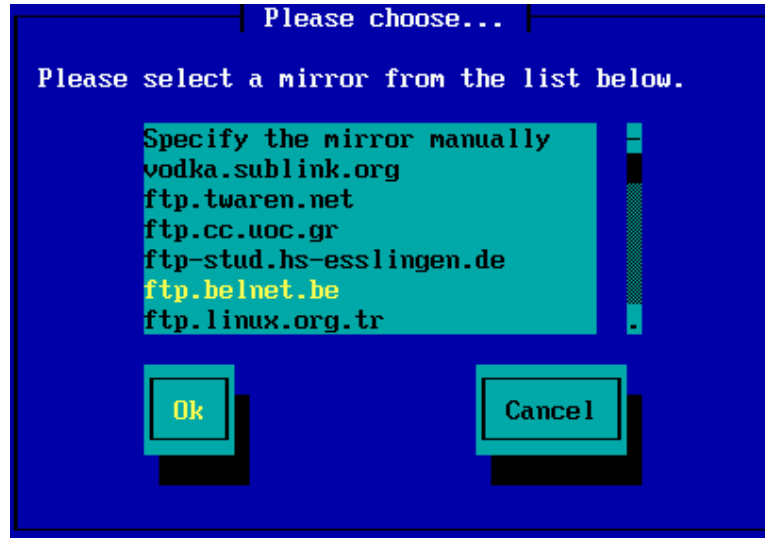 Please choose...
Please select a mirror from the list below.
Specify the mirror manually
vodka.sublink.org
ftp.twaren.net
ftp.cc.uoc.gr
ftp-stud.hs-esslingen.de
ftp.belnet.be
ftp.linux.org.tr
Ok Cancel